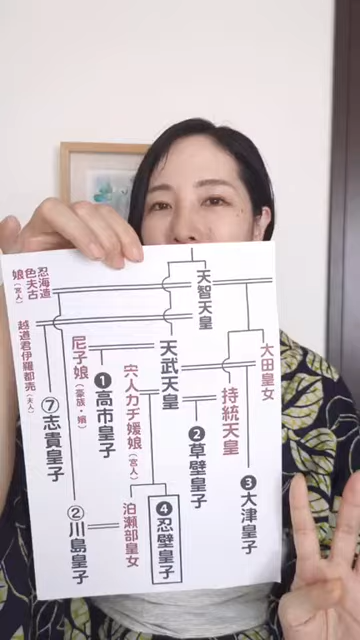 忍海造
色夫古
娘（宮人）
天智天皇
越道君伊羅都売（夫人）
尼子娘（豪族・嬪）
❶高市皇子
宍人カヂ媛娘（宮人）
天武天皇
持統天皇
大田皇女
❷草壁皇子
❸大津皇子
⑦志貴皇子
②川島皇子
泊瀬部皇女
❹忍壁皇子